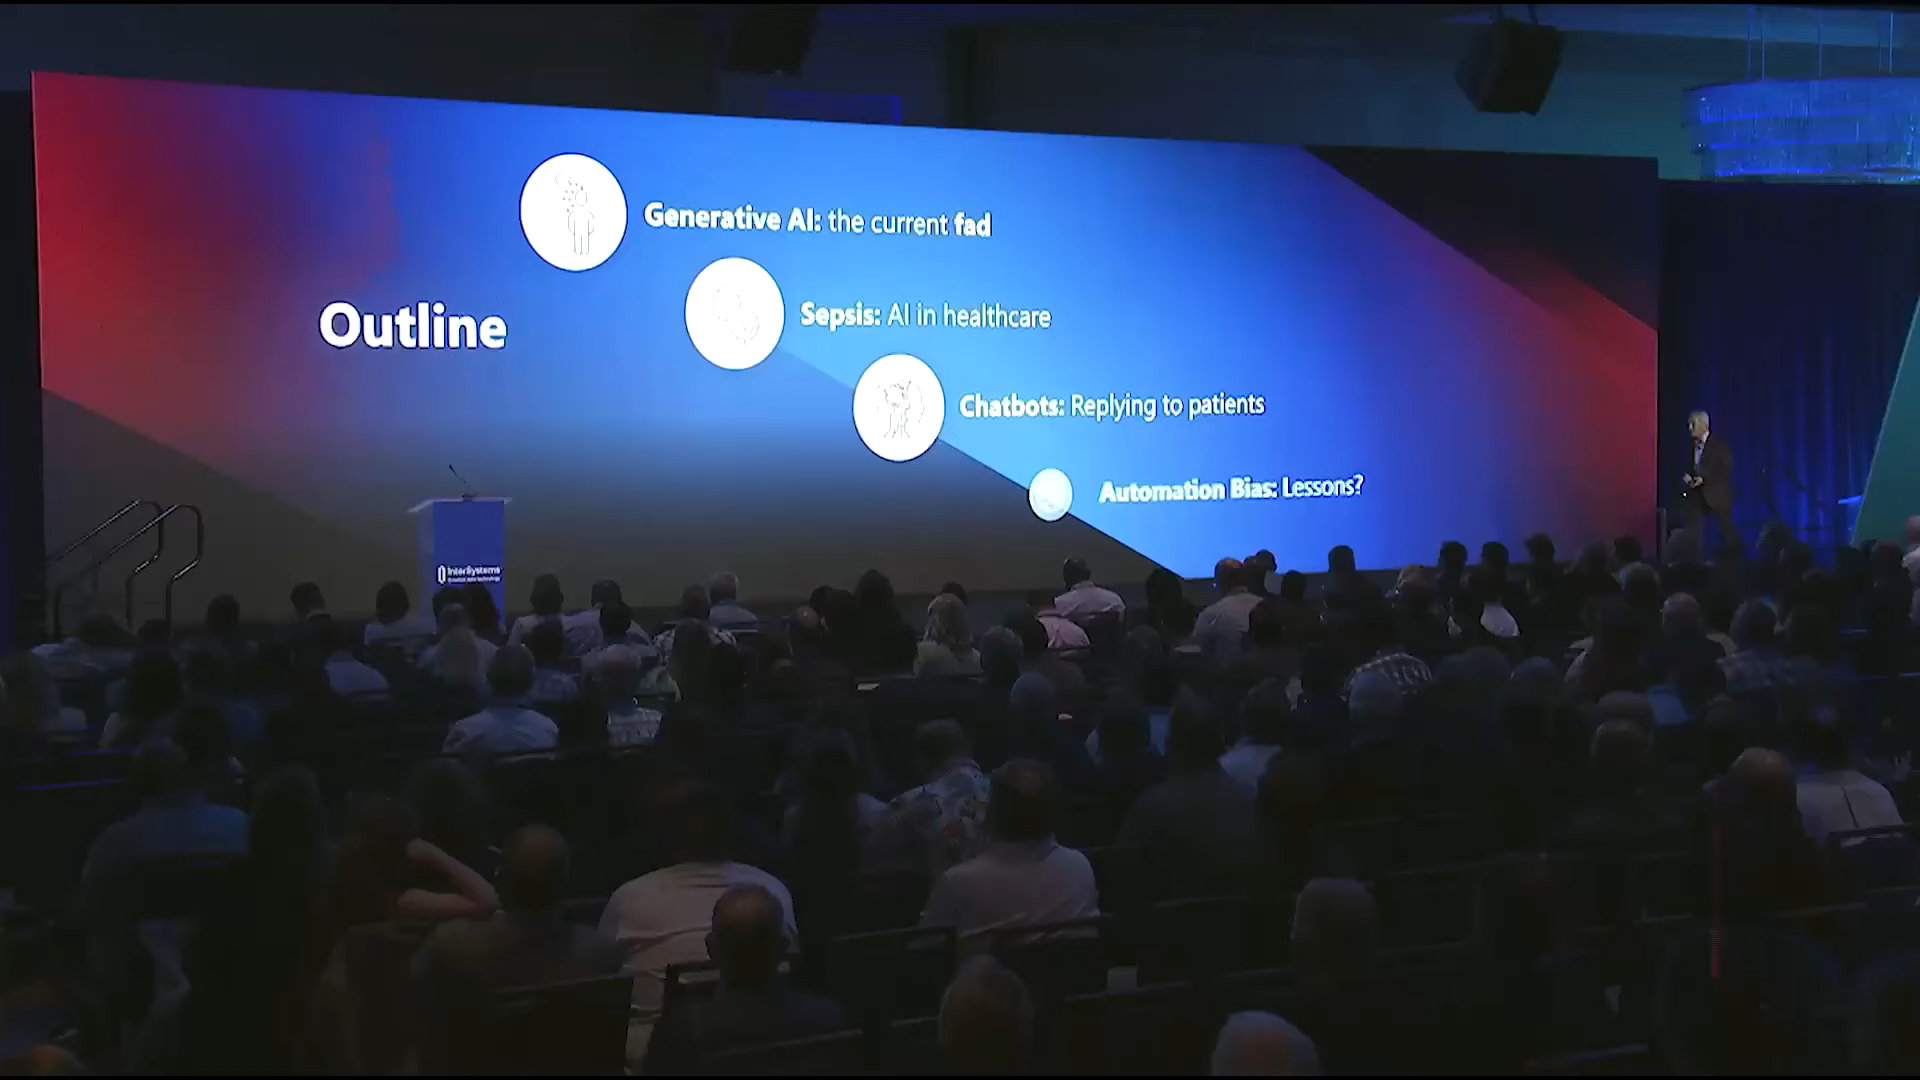 Outline
Generative AI: the current fad
Sepsis: AI in healthcare
Chatbots: Replying to patients
Automation Bias: Lessons?
InterSystems